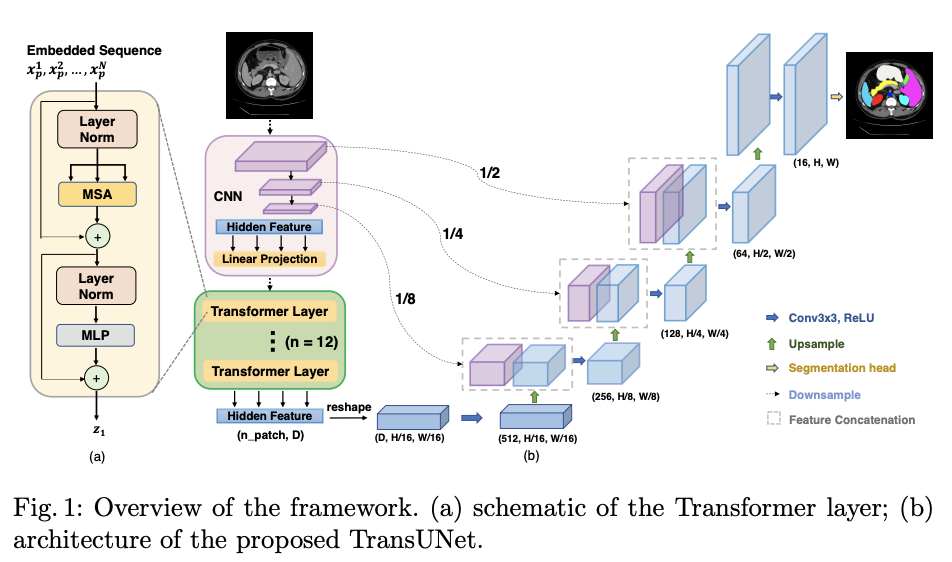 Embedded Sequence
x_p^1, x_p^2, ..., x_p^N
Layer
Norm
MSA
+
Layer
Norm
MLP
+
z_1
(a)
CNN
Hidden Feature
Linear Projection
Transformer Layer
⋮ (n = 12)
Transformer Layer
Hidden Feature
(n_patch, D)
reshape
(D, H/16, W/16)
(512, H/16, W/16)
(b)
1/2
1/4
1/8
(256, H/8, W/8)
(128, H/4, W/4)
(64, H/2, W/2)
(16, H, W)
Conv3x3, ReLU
Upsample
Segmentation head
Downsample
Feature Concatenation
Fig. 1: Overview of the framework. (a) schematic of the Transformer layer; (b)
architecture of the proposed TransUNet.